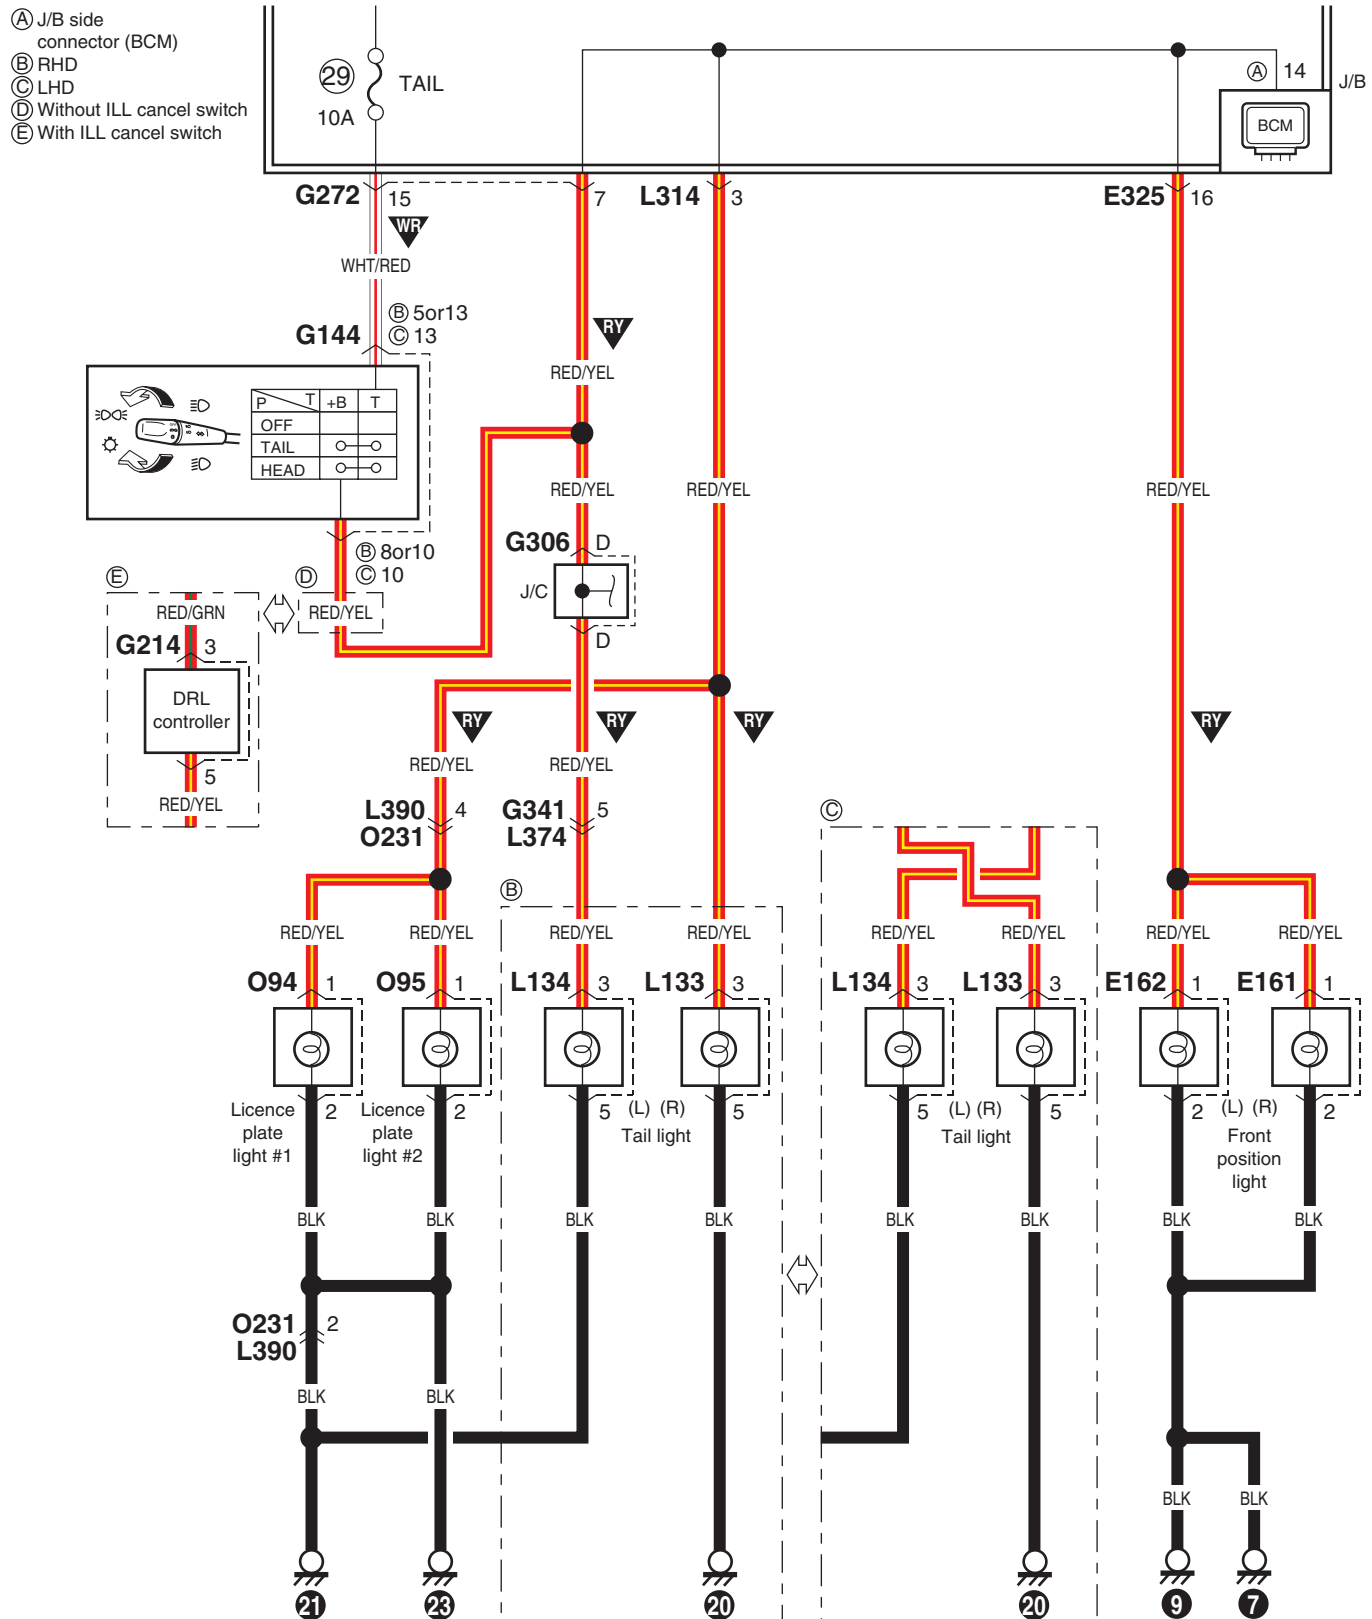 Ⓐ J/B side
connector (BCM)
Ⓑ RHD
Ⓒ LHD
Ⓓ Without ILL cancel switch
Ⓔ With ILL cancel switch
29
10A
TAIL
Ⓐ 14
J/B
BCM
G272 15
7
L314 3
E325 16
WR
WHT/RED
Ⓑ 5or13
G144 Ⓒ 13
RY
RED/YEL
P T +B T
OFF
TAIL
HEAD
RED/YEL RED/YEL RED/YEL
G306 D
Ⓑ 8or10
Ⓒ 10
J/C
D
Ⓔ
Ⓓ
RED/GRN
RED/YEL
G214 3
DRL
controller
5
RED/YEL
RY RY RY RY
RED/YEL RED/YEL
L390 4
O231
G341 5
L374
Ⓒ
Ⓑ
RED/YEL RED/YEL RED/YEL RED/YEL RED/YEL RED/YEL RED/YEL RED/YEL
O94 1 O95 1 L134 3 L133 3 L134 3 L133 3 E162 1 E161 1
2 2 5 5 5 5 2 2
Licence
plate
light #1
Licence
plate
light #2
(L) (R)
Tail light
(L) (R)
Tail light
(L) (R)
Front
position
light
BLK BLK BLK BLK BLK BLK BLK BLK
O231 2
L390
BLK BLK
BLK BLK
21 23 20 20 9 7